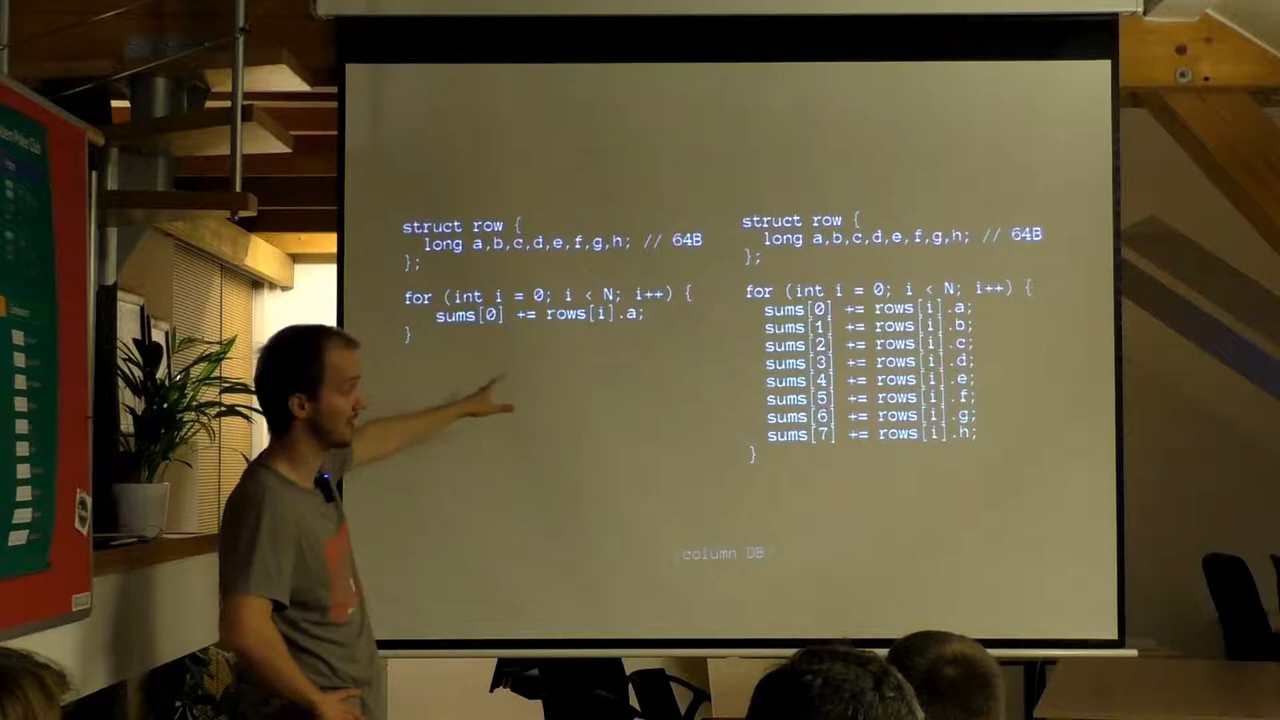 struct row {
long a,b,c,d,e,f,g,h; // 64B
};
for (int i = 0; i < N; i++) {
sums[0] += rows[i].a;
}
struct row {
long a,b,c,d,e,f,g,h; // 64B
};
for (int i = 0; i < N; i++) {
sums[0] += rows[i].a;
sums[1] += rows[i].b;
sums[2] += rows[i].c;
sums[3] += rows[i].d;
sums[4] += rows[i].e;
sums[5] += rows[i].f;
sums[6] += rows[i].g;
sums[7] += rows[i].h;
}
column DB